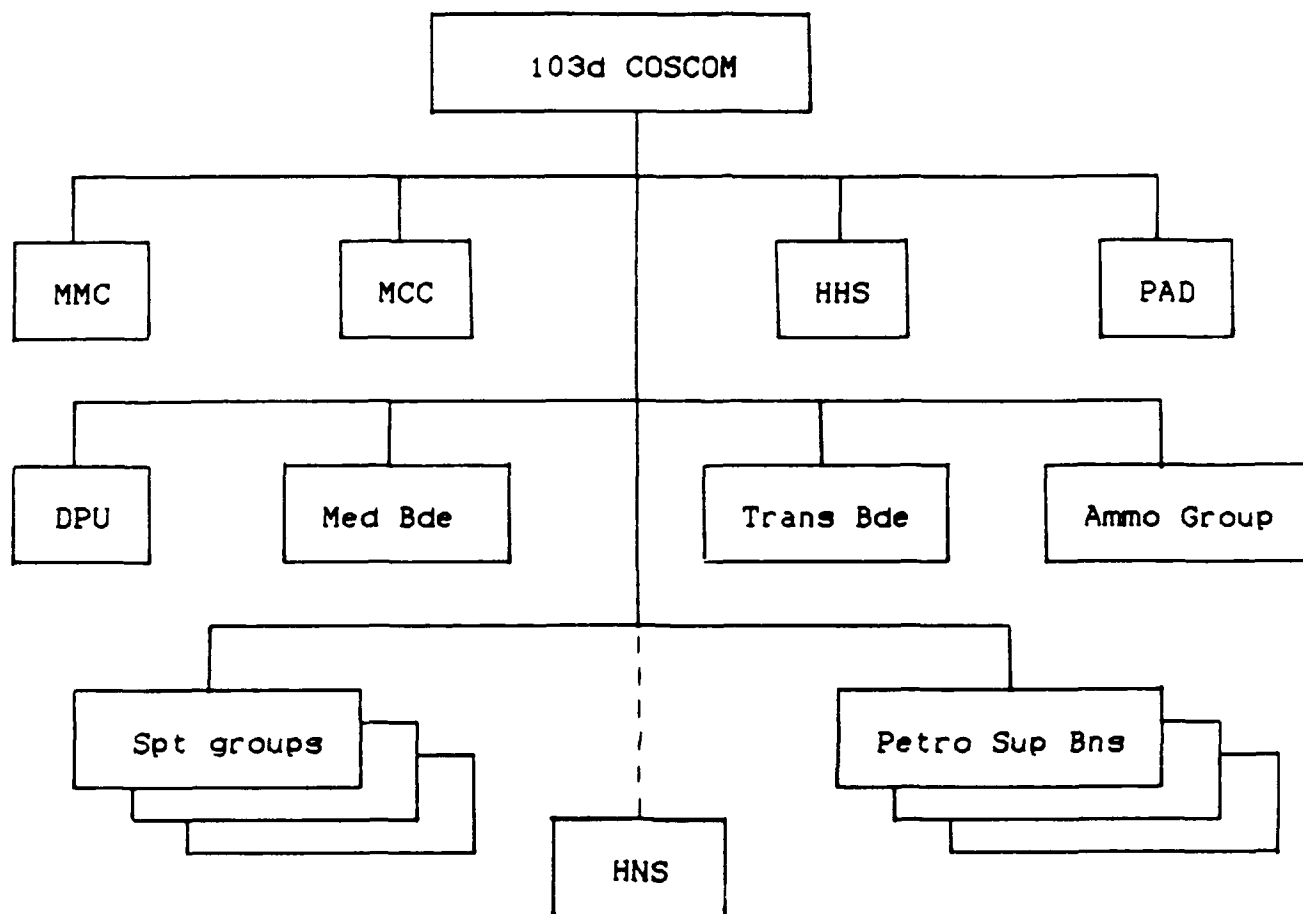 103d COSCOM
MMC
MCC
HHS
PAD
DPU
Med Bde
Trans Bde
Ammo Group
Spt groups
Petro Sup Bns
HNS